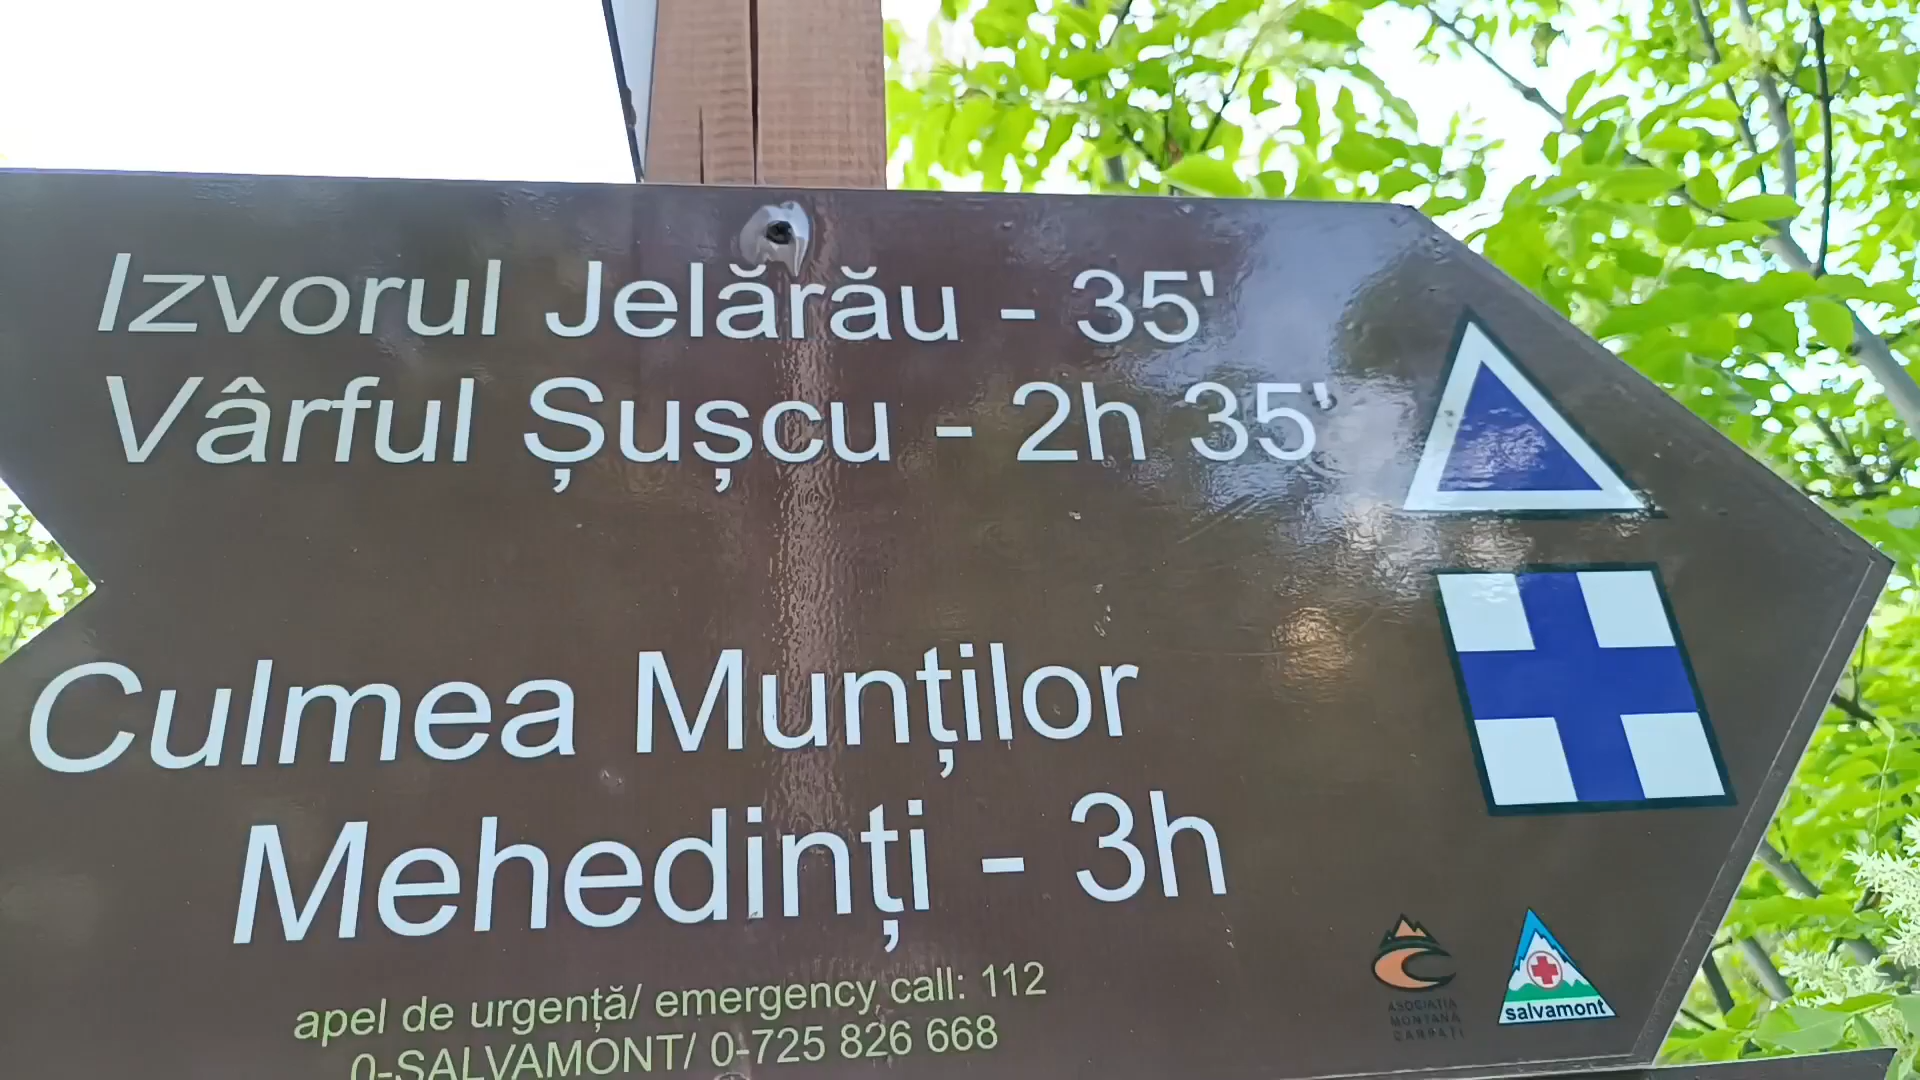 Izvorul Jelărău - 35'
Vârful Șușcu - 2h 35'
Culmea Munților
Mehedinți - 3h
apel de urgență/ emergency call: 112
0-SALVAMONT/ 0-725 826 668
ASOCIAȚIA
MONTANA
CARPAȚI
salvamont